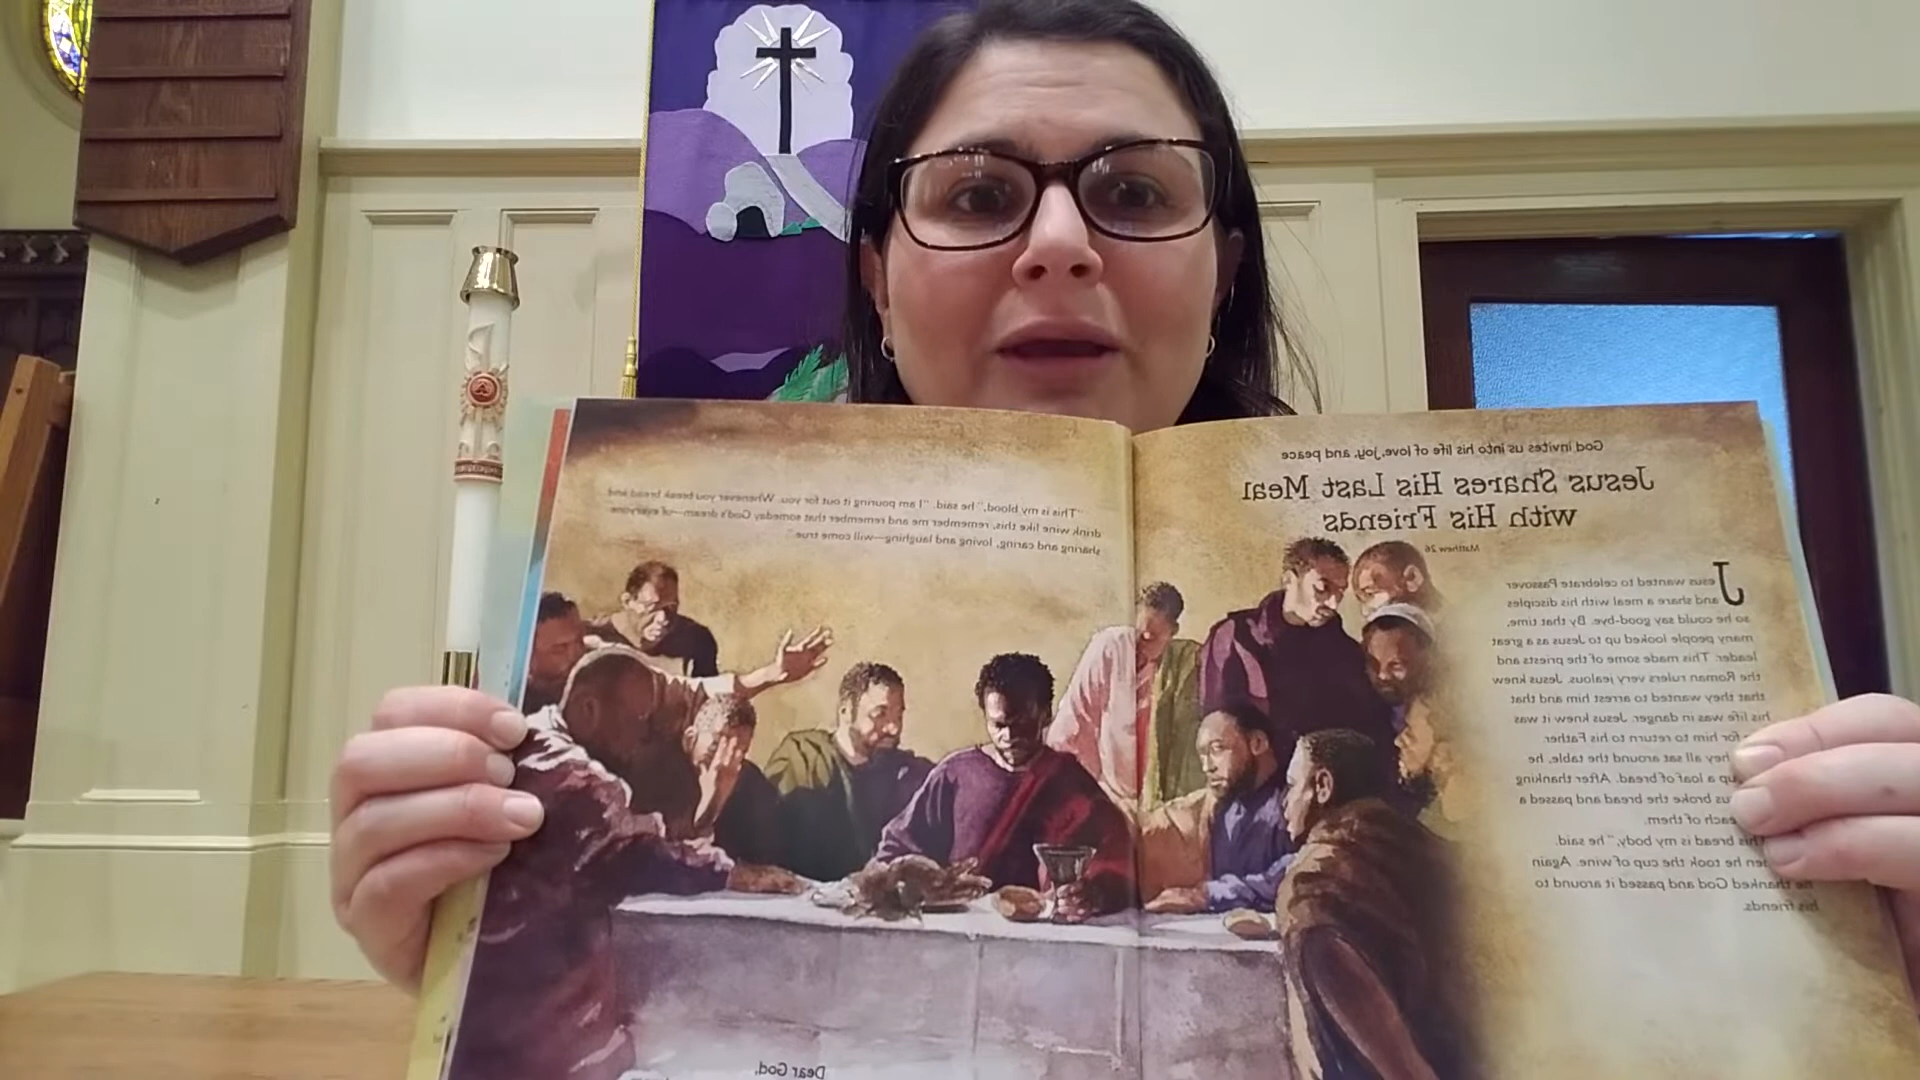 God invites us into his life of love, joy, and peace
Jesus Shares His Last Meal
with His Friends
Matthew 26
Jesus wanted to celebrate Passover
and share a meal with his disciples
so he could say good-bye. By that time,
many people looked up to Jesus as a great
leader. This made some of the priests and
the Roman rulers very jealous. Jesus knew
that they wanted to arrest him and that
his life was in danger. Jesus knew it was
for him to return to his Father.
hey all sat around the table, he
up a loaf of bread. After thanking
us broke the bread and passed a
each of them.
This bread is my body," he said.
en he took the cup of wine. Again
he thanked God and passed it around to
his friends.
"This is my blood," he said. "I am pouring it out for you. Whenever you break bread and
drink wine like this, remember me and remember that someday God's dream—of everyone
sharing and caring, loving and laughing—will come true."
Dear God,